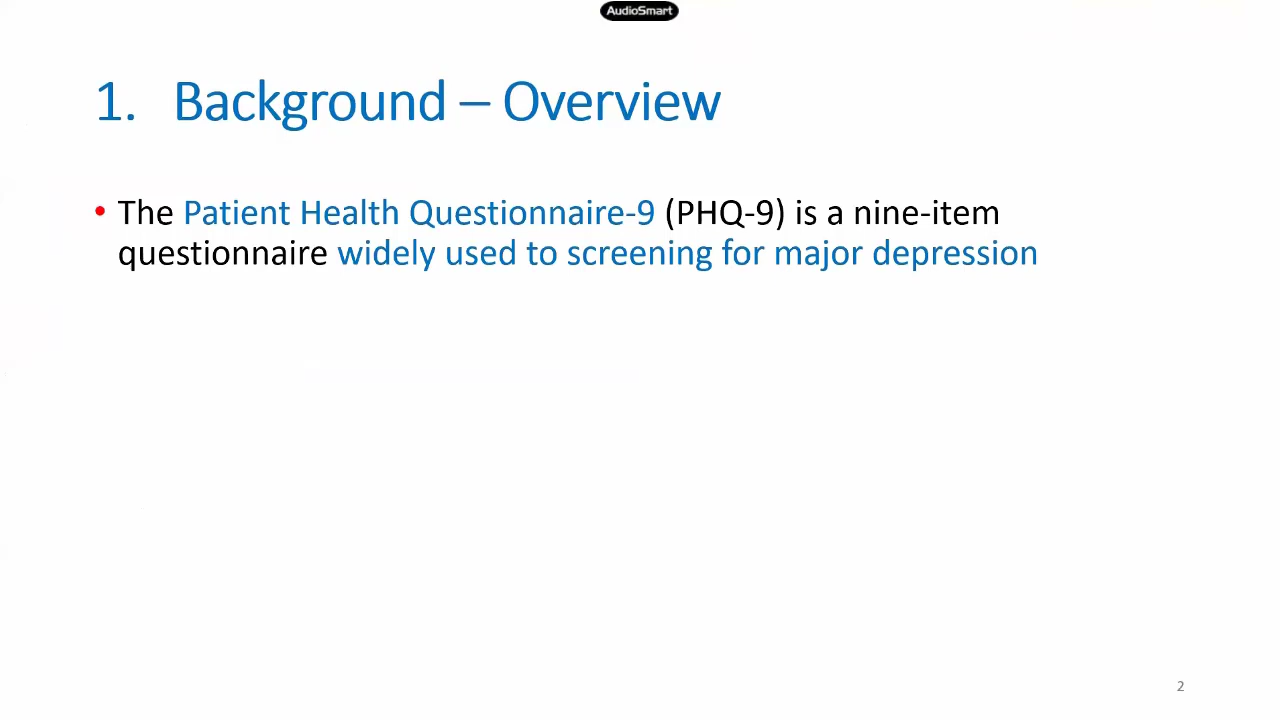 AudioSmart
1. Background – Overview
• The Patient Health Questionnaire-9 (PHQ-9) is a nine-item
questionnaire widely used to screening for major depression
2